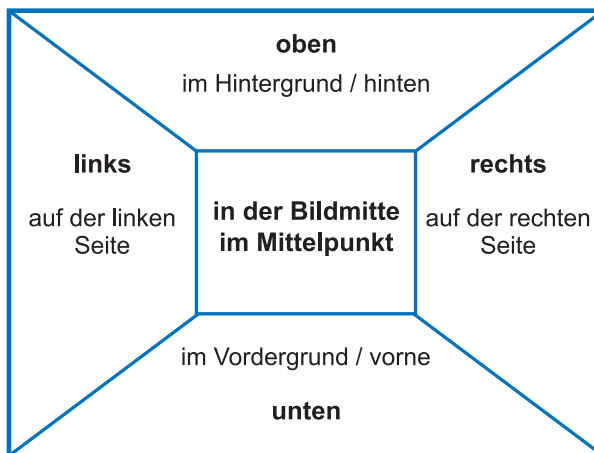 oben
im Hintergrund / hinten
links
auf der linken
Seite
in der Bildmitte
im Mittelpunkt
rechts
auf der rechten
Seite
im Vordergrund / vorne
unten